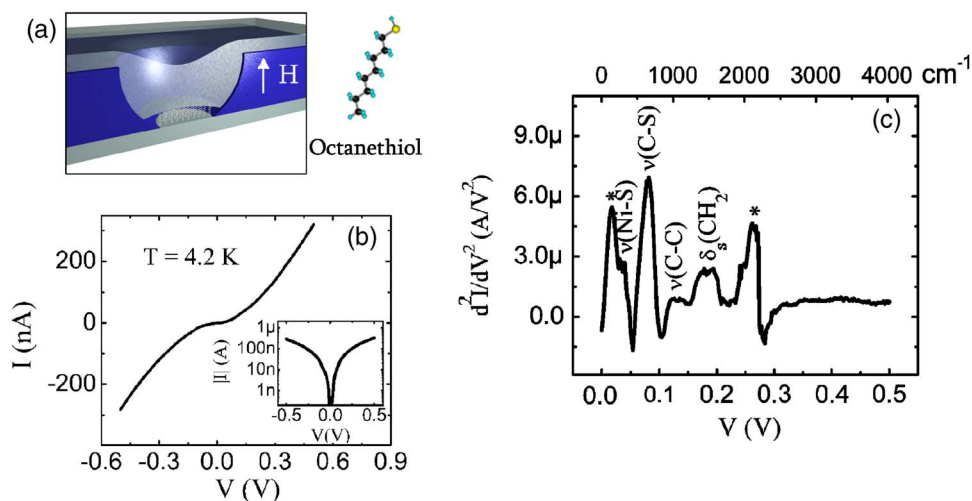 (a)
H
Octanethiol
(b)
T = 4.2 K
I (nA)
200
0
-200
-0.6 -0.3 0.0 0.3 0.6 0.9
V (V)
|I| (A)
1μ
100n
10n
1n
-0.5 0.0 0.5
V(V)
0 1000 2000 3000 4000 cm⁻¹
(c)
d²I/dV² (A/V²)
9.0μ
6.0μ
3.0μ
0.0
*
ν(Ni-S)
ν(C-S)
ν(C-C)
δₛ(CH₂)
*
0.0 0.1 0.2 0.3 0.4 0.5
V (V)